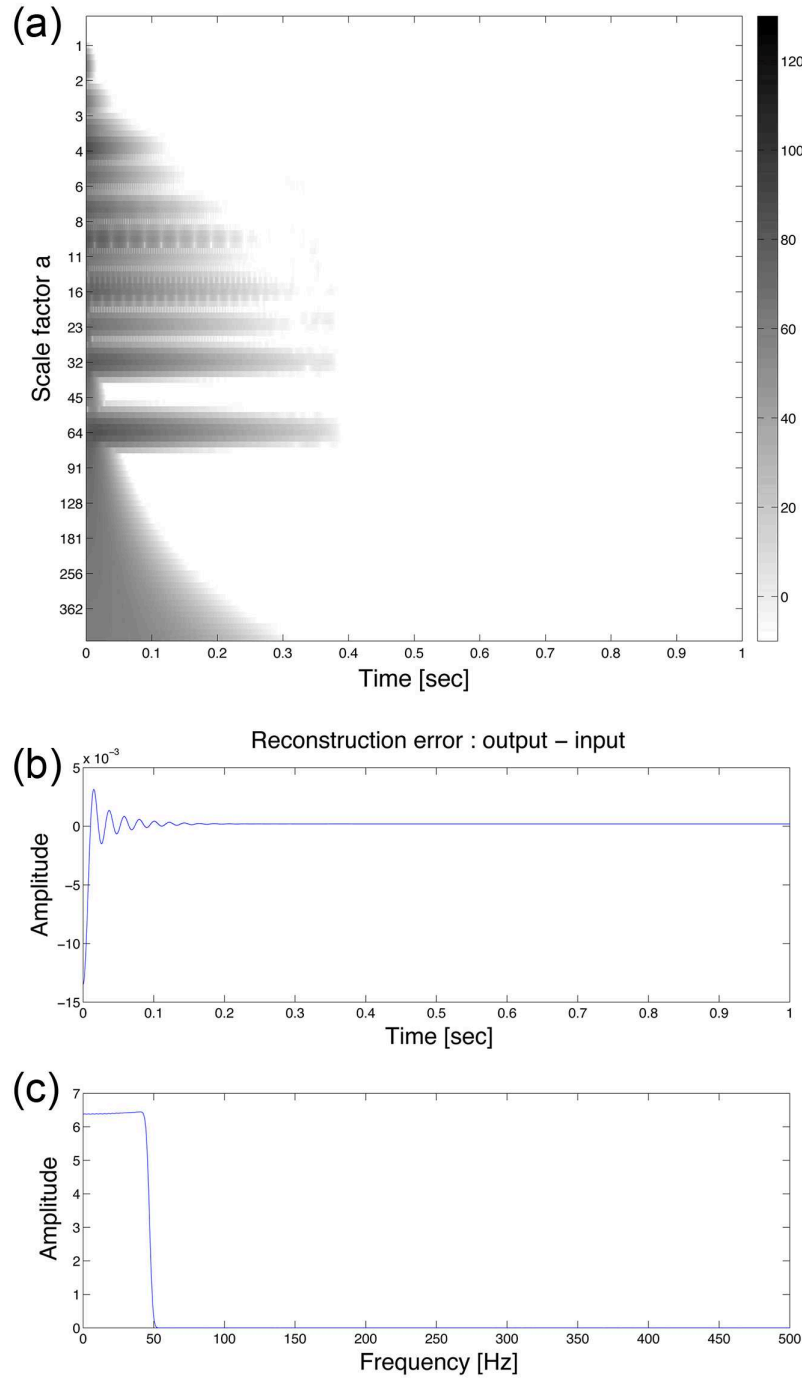 (a)
1
2
3
4
6
8
11
16
23
32
45
64
91
128
181
256
362
Scale factor a
0 0.1 0.2 0.3 0.4 0.5 0.6 0.7 0.8 0.9 1
Time [sec]
120
100
80
60
40
20
0
(b)
Reconstruction error : output − input
x 10⁻³
5
0
−5
−10
−15
Amplitude
0 0.1 0.2 0.3 0.4 0.5 0.6 0.7 0.8 0.9 1
Time [sec]
(c)
7
6
5
4
3
2
1
0
Amplitude
0 50 100 150 200 250 300 350 400 450 500
Frequency [Hz]